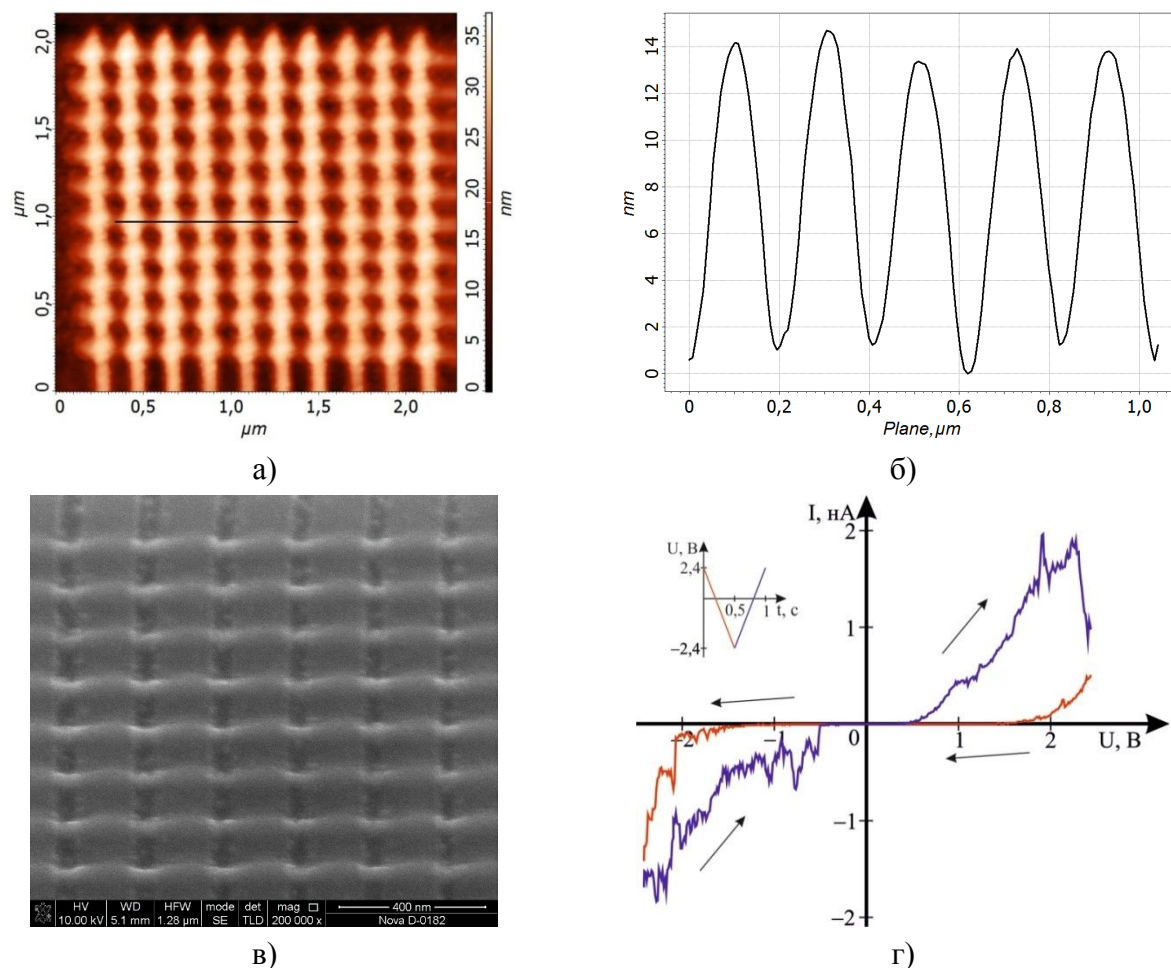 2,0
1,5
1,0
0,5
0
µm
0 0,5 1,0 1,5 2,0
µm
35
30
25
20
15
10
5
0
nm
а)
14
12
10
8
6
4
2
0
nm
0 0,2 0,4 0,6 0,8 1,0
Plane, µm
б)
HV WD HFW mode det mag 400 nm
10.00 kV 5.1 mm 1.28 µm SE TLD 200 000 x Nova D-0182
в)
I, нА
2
1
−2 −1 0 1 2
U, В
−1
−2
U, В
2,4
0,5 1 t, с
−2,4
г)